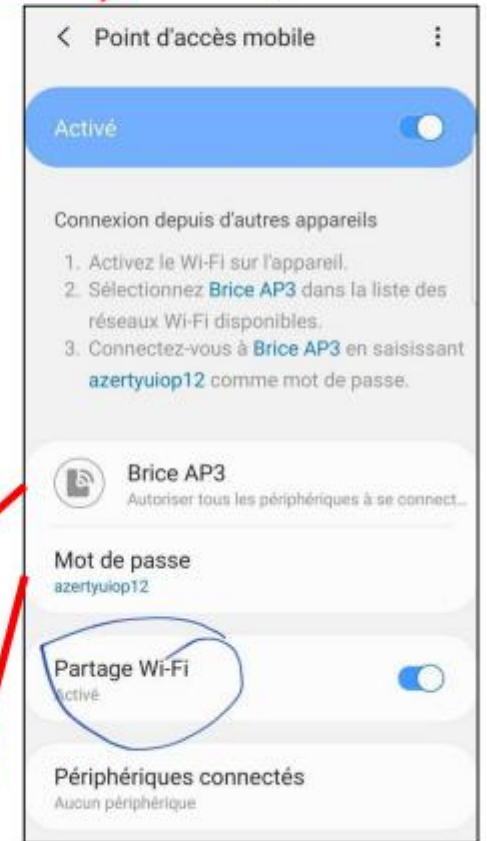 Point d'accès mobile
Activé
Connexion depuis d'autres appareils
1. Activez le Wi-Fi sur l'appareil.
2. Sélectionnez Brice AP3 dans la liste des
réseaux Wi-Fi disponibles.
3. Connectez-vous à Brice AP3 en saisissant
azertyuiop12 comme mot de passe.
Brice AP3
Autoriser tous les périphériques à se connect...
Mot de passe
azertyuiop12
Partage Wi-Fi
Activé
Périphériques connectés
Aucun périphérique